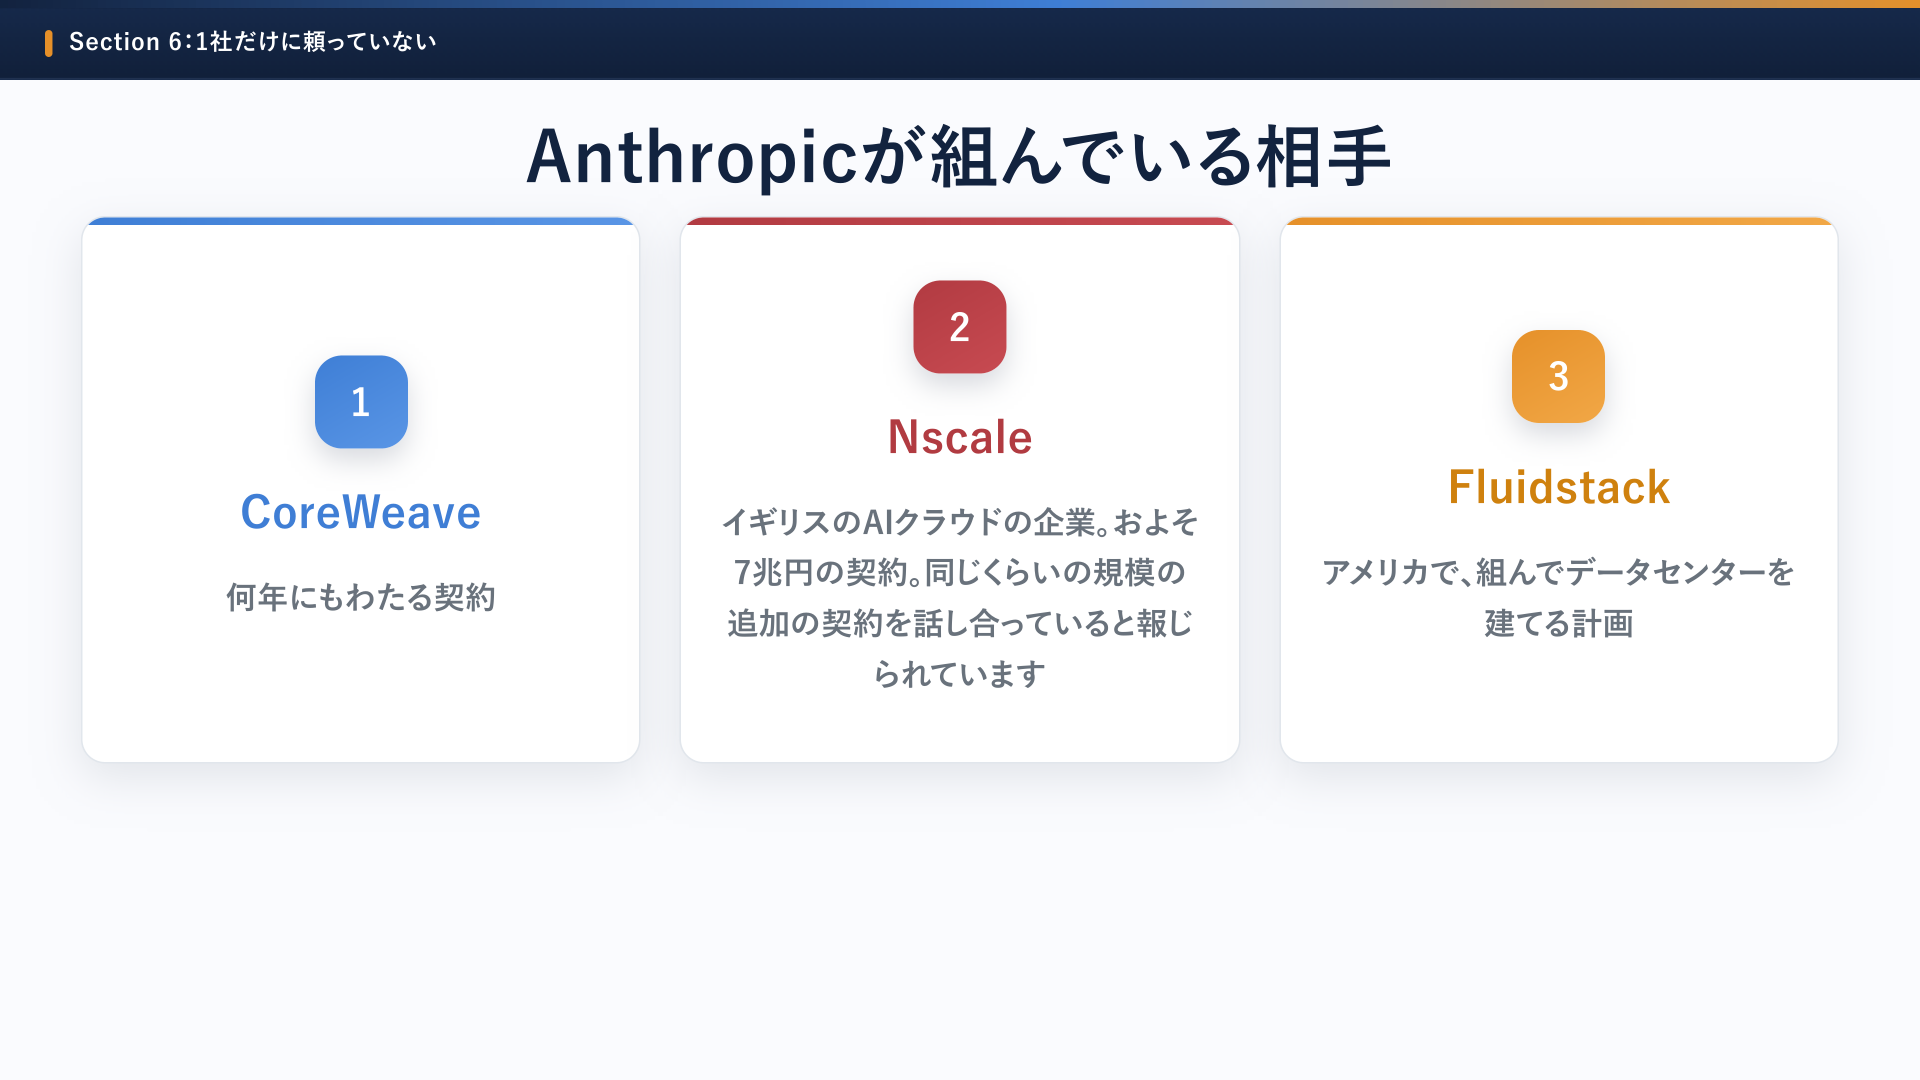 Section 6：1社だけに頼っていない
Anthropicが組んでいる相手
1
CoreWeave
何年にもわたる契約
2
Nscale
イギリスのAIクラウドの企業。およそ
7兆円の契約。同じくらいの規模の
追加の契約を話し合っていると報じ
られています
3
Fluidstack
アメリカで、組んでデータセンターを
建てる計画